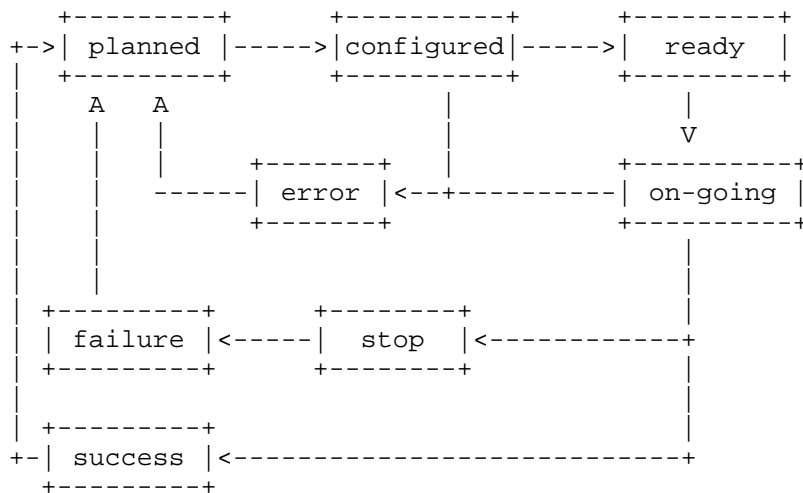 planned configured ready
A A
V
error on-going
failure stop
success